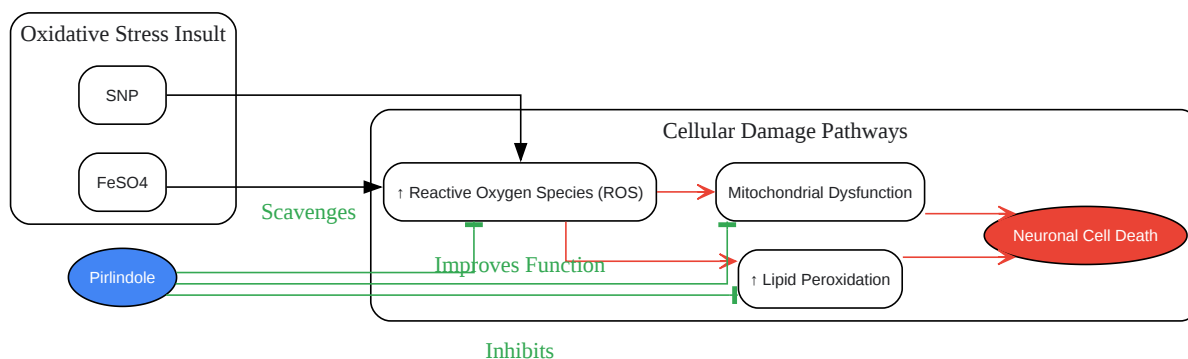 Oxidative Stress Insult
SNP
FeSO4
Cellular Damage Pathways
↑ Reactive Oxygen Species (ROS)
Mitochondrial Dysfunction
Scavenges
Neuronal Cell Death
Pirlindole
Improves Function
↑ Lipid Peroxidation
Inhibits